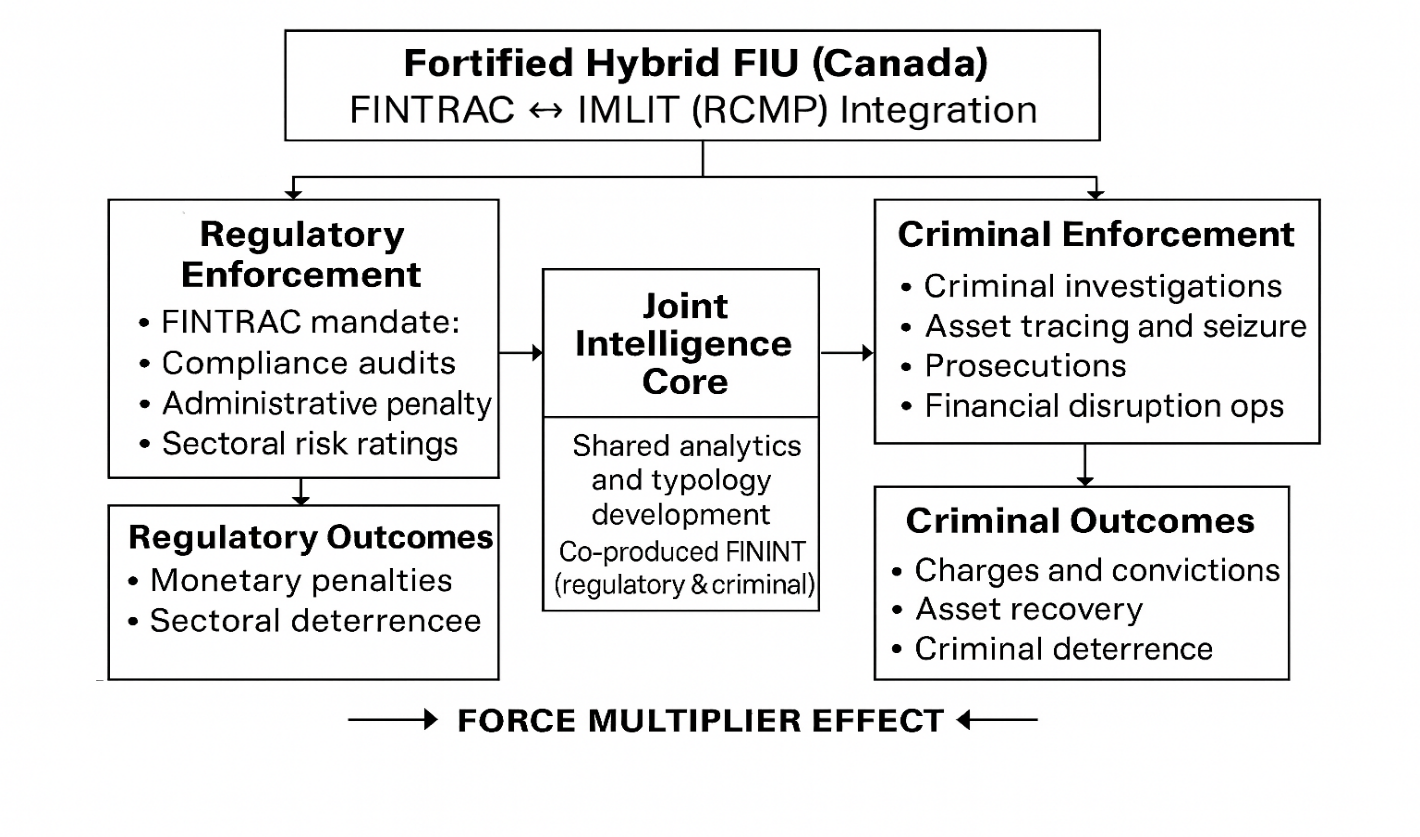 Fortified Hybrid FIU (Canada)
FINTRAC ↔ IMLIT (RCMP) Integration
Regulatory
Enforcement
• FINTRAC mandate:
• Compliance audits
• Administrative penalty
• Sectoral risk ratings
Regulatory Outcomes
• Monetary penalties
• Sectoral deterrencee
Joint
Intelligence
Core
Shared analytics
and typology
development
Co-produced FININT
(regulatory & criminal)
Criminal Enforcement
• Criminal investigations
• Asset tracing and seizure
• Prosecutions
• Financial disruption ops
Criminal Outcomes
• Charges and convictions
• Asset recovery
• Criminal deterrence
FORCE MULTIPLIER EFFECT